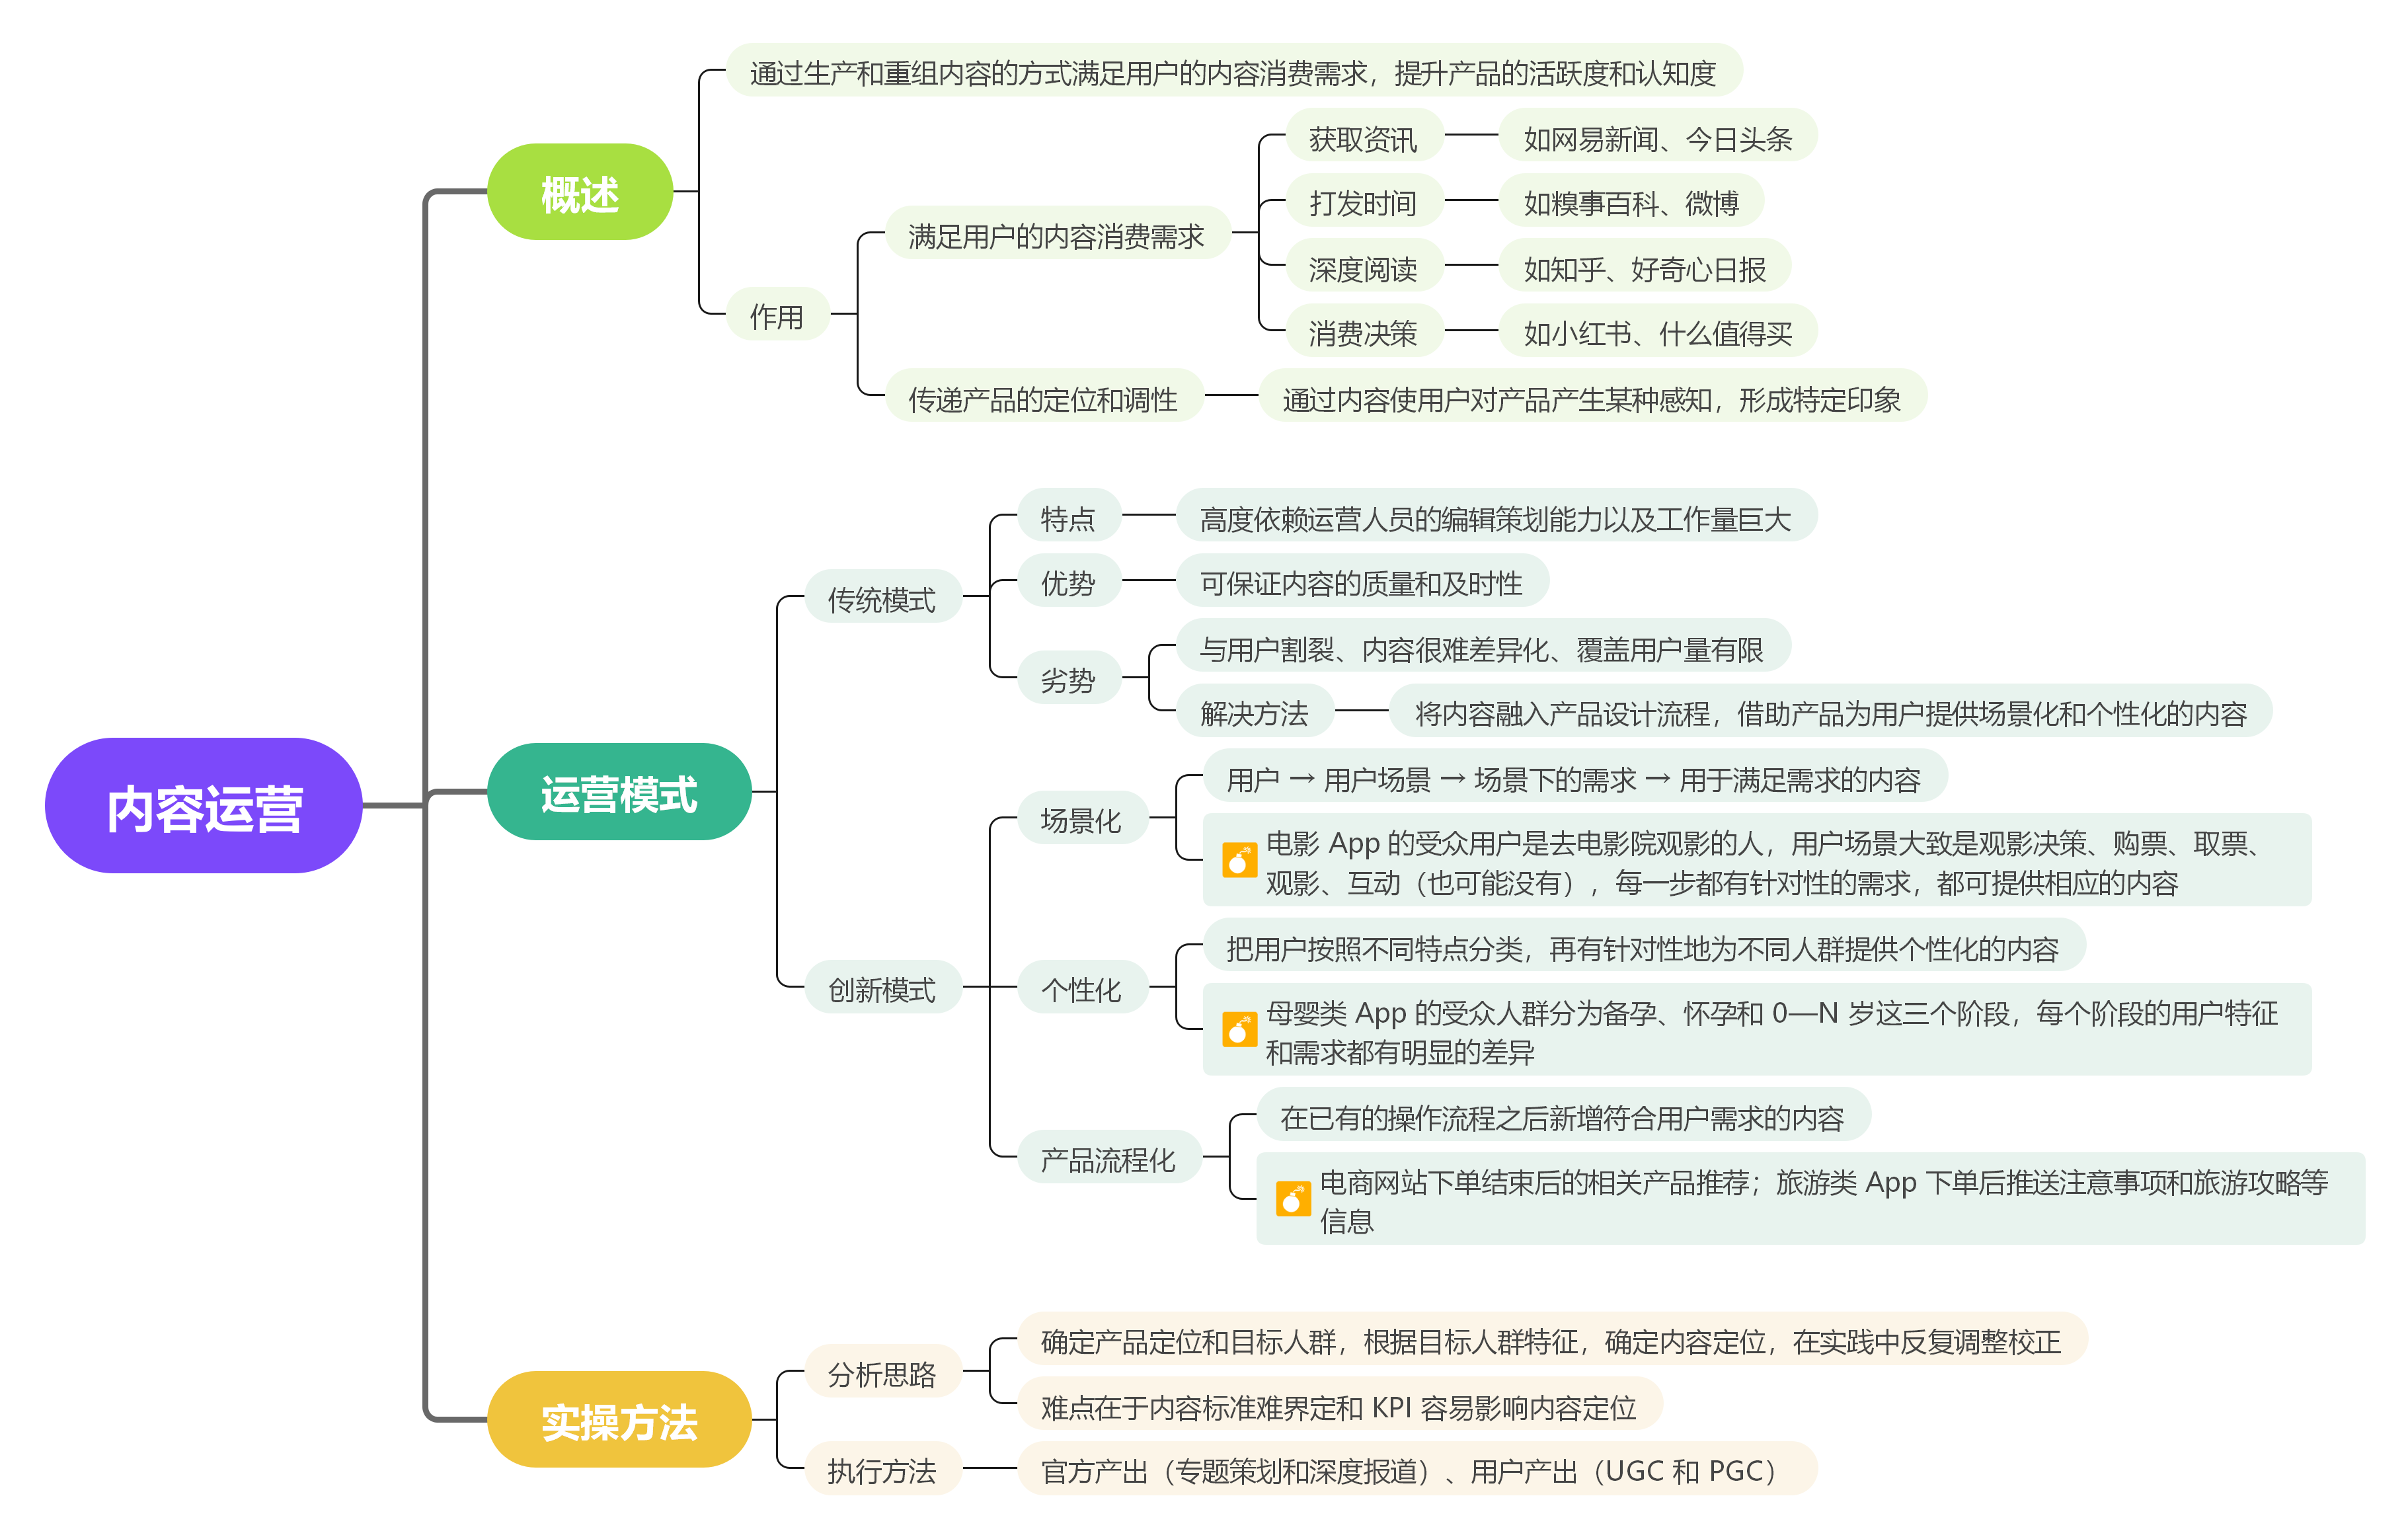 内容运营
概述
通过生产和重组内容的方式满足用户的内容消费需求，提升产品的活跃度和认知度
作用
满足用户的内容消费需求
获取资讯
如网易新闻、今日头条
打发时间
如糗事百科、微博
深度阅读
如知乎、好奇心日报
消费决策
如小红书、什么值得买
传递产品的定位和调性
通过内容使用户对产品产生某种感知，形成特定印象
运营模式
传统模式
特点
高度依赖运营人员的编辑策划能力以及工作量巨大
优势
可保证内容的质量和及时性
劣势
与用户割裂、内容很难差异化、覆盖用户量有限
解决方法
将内容融入产品设计流程，借助产品为用户提供场景化和个性化的内容
创新模式
场景化
用户 → 用户场景 → 场景下的需求 → 用于满足需求的内容
电影 App 的受众用户是去电影院观影的人，用户场景大致是观影决策、购票、取票、
观影、互动（也可能没有），每一步都有针对性的需求，都可提供相应的内容
个性化
把用户按照不同特点分类，再有针对性地为不同人群提供个性化的内容
母婴类 App 的受众人群分为备孕、怀孕和 0—N 岁这三个阶段，每个阶段的用户特征
和需求都有明显的差异
产品流程化
在已有的操作流程之后新增符合用户需求的内容
电商网站下单结束后的相关产品推荐；旅游类 App 下单后推送注意事项和旅游攻略等
信息
实操方法
分析思路
确定产品定位和目标人群，根据目标人群特征，确定内容定位，在实践中反复调整校正
难点在于内容标准难界定和 KPI 容易影响内容定位
执行方法
官方产出（专题策划和深度报道）、用户产出（UGC 和 PGC）